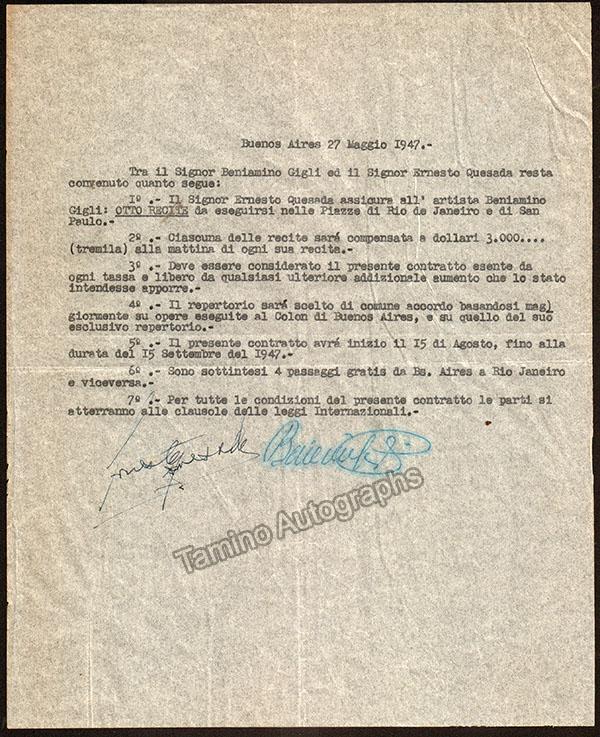 Buenos Aires 27 Maggio 1947.-
Tra il Signor Beniamino Gigli ed il Signor Ernesto Quesada resta
convenuto quanto segue:
1º .- Il Signor Ernesto Quesada assicura all' artista Beniamino
Gigli: OTTO RECITE da eseguirsi nelle Piazze di Rio de Janeiro e di San
Paulo.-
2º .- Ciascuna delle recite sará compensata a dollari 3.000....
(tremila) alla mattina di ogni sua recita.-
3º .- Deve essere considerato il presente contratto esente da
ogni tassa e libero da qualsiasi ulteriore addizionale aumento che lo stato
intendesse apporre.-
4º .- Il repertorio sará scelto di comune accordo basandosi mag)
giormente su opere eseguite al Colon di Buenos Aires, e su quello del suo
esclusivo repertorio.-
5º .- Il presente contratto avrá inizio il 15 di Agosto, fino alla
durata del 15 Settembre del 1947.-
6º .- Sono sottintesi 4 passaggi gratis da Bs. Aires a Rio Janeiro
e viceversa.-
7º .- Per tutte le condizioni del presente contratto le parti si
atterranno alle clausole delle leggi Internazionali.-
Tamino Autographs